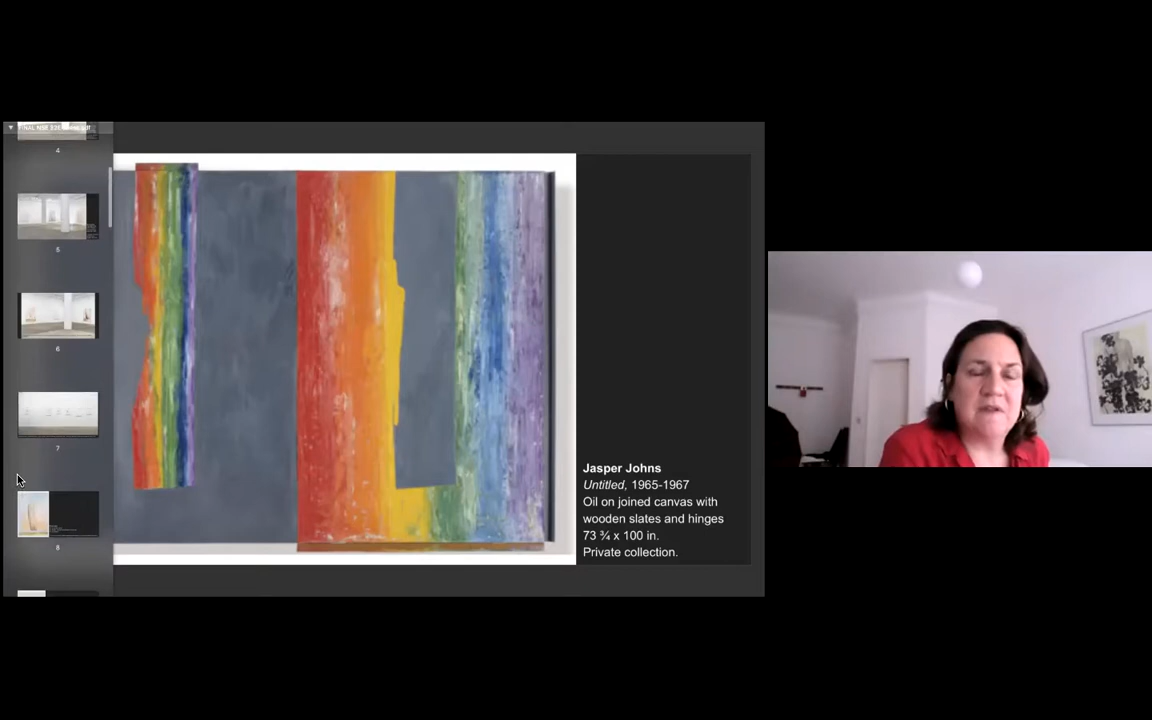 4
5
6
7
8
Jasper Johns
Untitled, 1965-1967
Oil on joined canvas with
wooden slates and hinges
73 ¾ x 100 in.
Private collection.